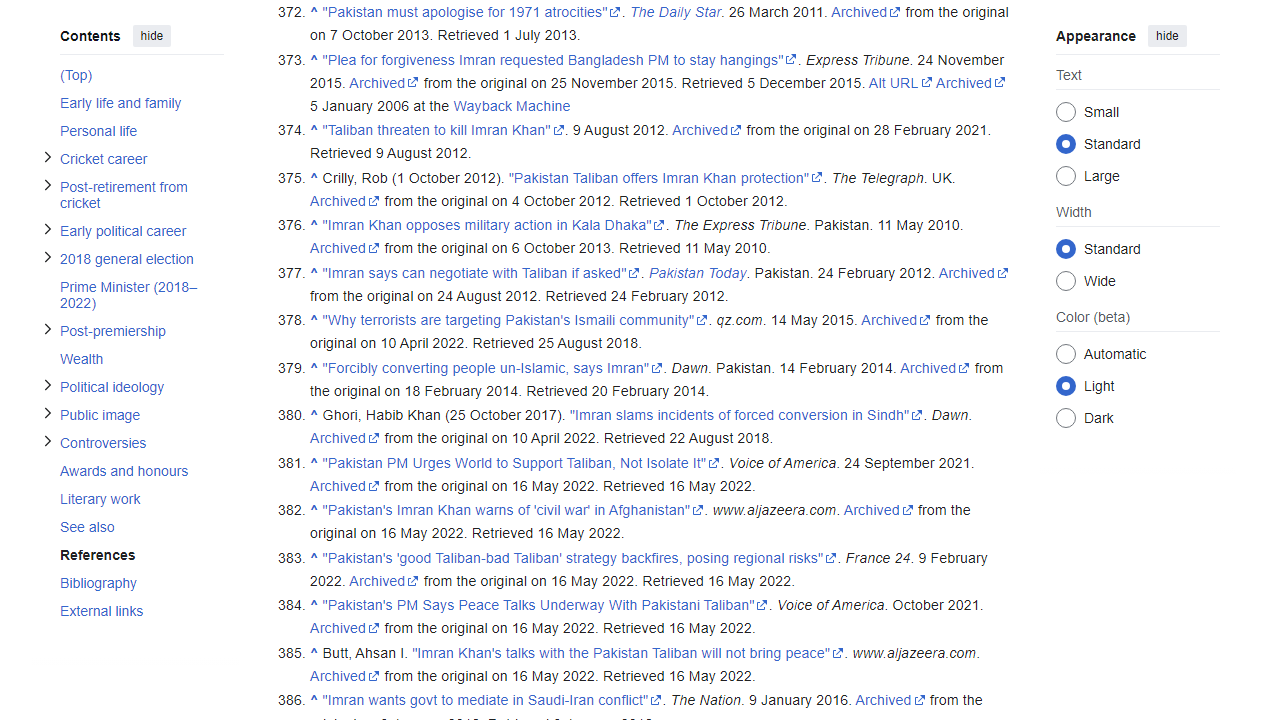 Contents hide
(Top)
Early life and family
Personal life
Cricket career
Post-retirement from
cricket
Early political career
2018 general election
Prime Minister (2018–
2022)
Post-premiership
Wealth
Political ideology
Public image
Controversies
Awards and honours
Literary work
See also
References
Bibliography
External links
372. ^ "Pakistan must apologise for 1971 atrocities". The Daily Star. 26 March 2011. Archived from the original
on 7 October 2013. Retrieved 1 July 2013.
373. ^ "Plea for forgiveness Imran requested Bangladesh PM to stay hangings". Express Tribune. 24 November
2015. Archived from the original on 25 November 2015. Retrieved 5 December 2015. Alt URL Archived
5 January 2006 at the Wayback Machine
374. ^ "Taliban threaten to kill Imran Khan". 9 August 2012. Archived from the original on 28 February 2021.
Retrieved 9 August 2012.
375. ^ Crilly, Rob (1 October 2012). "Pakistan Taliban offers Imran Khan protection". The Telegraph. UK.
Archived from the original on 4 October 2012. Retrieved 1 October 2012.
376. ^ "Imran Khan opposes military action in Kala Dhaka". The Express Tribune. Pakistan. 11 May 2010.
Archived from the original on 6 October 2013. Retrieved 11 May 2010.
377. ^ "Imran says can negotiate with Taliban if asked". Pakistan Today. Pakistan. 24 February 2012. Archived
from the original on 24 August 2012. Retrieved 24 February 2012.
378. ^ "Why terrorists are targeting Pakistan's Ismaili community". qz.com. 14 May 2015. Archived from the
original on 10 April 2022. Retrieved 25 August 2018.
379. ^ "Forcibly converting people un-Islamic, says Imran". Dawn. Pakistan. 14 February 2014. Archived from
the original on 18 February 2014. Retrieved 20 February 2014.
380. ^ Ghori, Habib Khan (25 October 2017). "Imran slams incidents of forced conversion in Sindh". Dawn.
Archived from the original on 10 April 2022. Retrieved 22 August 2018.
381. ^ "Pakistan PM Urges World to Support Taliban, Not Isolate It". Voice of America. 24 September 2021.
Archived from the original on 16 May 2022. Retrieved 16 May 2022.
382. ^ "Pakistan's Imran Khan warns of 'civil war' in Afghanistan". www.aljazeera.com. Archived from the
original on 16 May 2022. Retrieved 16 May 2022.
383. ^ "Pakistan's 'good Taliban-bad Taliban' strategy backfires, posing regional risks". France 24. 9 February
2022. Archived from the original on 16 May 2022. Retrieved 16 May 2022.
384. ^ "Pakistan's PM Says Peace Talks Underway With Pakistani Taliban". Voice of America. October 2021.
Archived from the original on 16 May 2022. Retrieved 16 May 2022.
385. ^ Butt, Ahsan I. "Imran Khan's talks with the Pakistan Taliban will not bring peace". www.aljazeera.com.
Archived from the original on 16 May 2022. Retrieved 16 May 2022.
386. ^ "Imran wants govt to mediate in Saudi-Iran conflict". The Nation. 9 January 2016. Archived from the
Appearance hide
Text
Small
Standard
Large
Width
Standard
Wide
Color (beta)
Automatic
Light
Dark